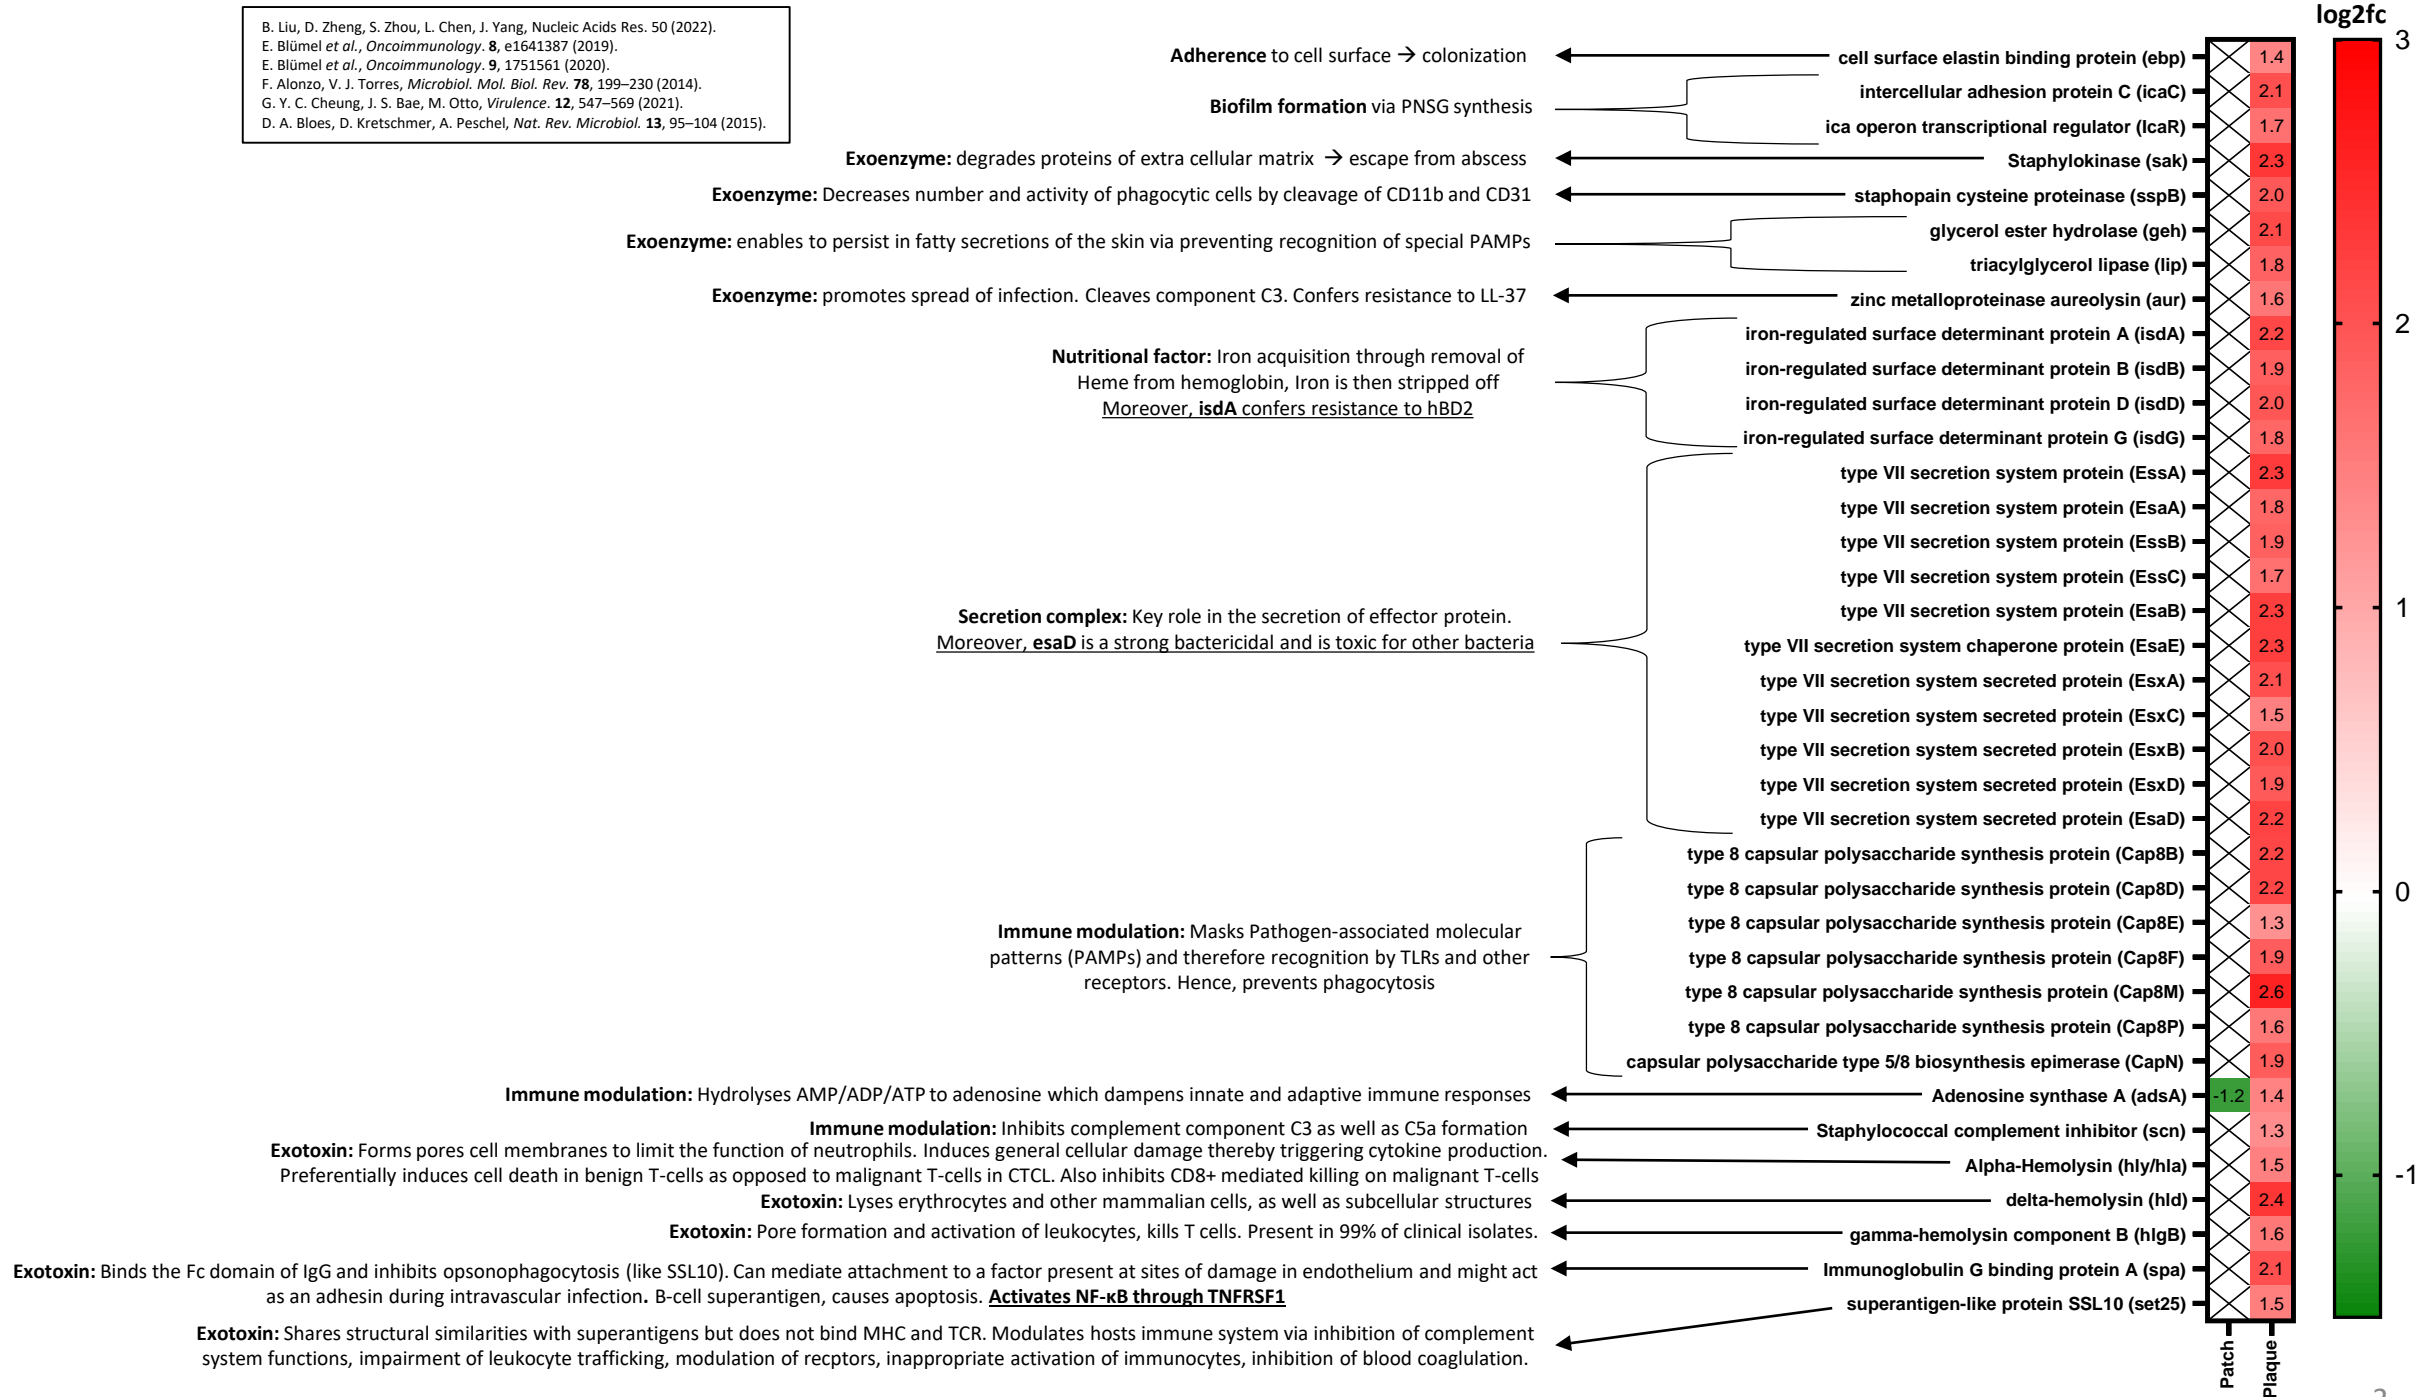 B. Liu, D. Zheng, S. Zhou, L. Chen, J. Yang, Nucleic Acids Res. 50 (2022).
E. Blümel et al., Oncoimmunology. 8, e1641387 (2019).
E. Blümel et al., Oncoimmunology. 9, 1751561 (2020).
F. Alonzo, V. J. Torres, Microbiol. Mol. Biol. Rev. 78, 199–230 (2014).
G. Y. C. Cheung, J. S. Bae, M. Otto, Virulence. 12, 547–569 (2021).
D. A. Bloes, D. Kretschmer, A. Peschel, Nat. Rev. Microbiol. 13, 95–104 (2015).
log2fc
3
2
1
0
-1
Adherence to cell surface → colonization
cell surface elastin binding protein (ebp) 1.4
Biofilm formation via PNSG synthesis
intercellular adhesion protein C (icaC) 2.1
ica operon transcriptional regulator (IcaR) 1.7
Exoenzyme: degrades proteins of extra cellular matrix → escape from abscess
Staphylokinase (sak) 2.3
Exoenzyme: Decreases number and activity of phagocytic cells by cleavage of CD11b and CD31
staphopain cysteine proteinase (sspB) 2.0
Exoenzyme: enables to persist in fatty secretions of the skin via preventing recognition of special PAMPs
glycerol ester hydrolase (geh) 2.1
triacylglycerol lipase (lip) 1.8
Exoenzyme: promotes spread of infection. Cleaves component C3. Confers resistance to LL-37
zinc metalloproteinase aureolysin (aur) 1.6
Nutritional factor: Iron acquisition through removal of
Heme from hemoglobin, Iron is then stripped off
Moreover, isdA confers resistance to hBD2
iron-regulated surface determinant protein A (isdA) 2.2
iron-regulated surface determinant protein B (isdB) 1.9
iron-regulated surface determinant protein D (isdD) 2.0
iron-regulated surface determinant protein G (isdG) 1.8
Secretion complex: Key role in the secretion of effector protein.
Moreover, esaD is a strong bactericidal and is toxic for other bacteria
type VII secretion system protein (EssA) 2.3
type VII secretion system protein (EsaA) 1.8
type VII secretion system protein (EssB) 1.9
type VII secretion system protein (EssC) 1.7
type VII secretion system protein (EsaB) 2.3
type VII secretion system chaperone protein (EsaE) 2.3
type VII secretion system secreted protein (EsxA) 2.1
type VII secretion system secreted protein (EsxC) 1.5
type VII secretion system secreted protein (EsxB) 2.0
type VII secretion system secreted protein (EsxD) 1.9
type VII secretion system secreted protein (EsaD) 2.2
Immune modulation: Masks Pathogen-associated molecular
patterns (PAMPs) and therefore recognition by TLRs and other
receptors. Hence, prevents phagocytosis
type 8 capsular polysaccharide synthesis protein (Cap8B) 2.2
type 8 capsular polysaccharide synthesis protein (Cap8D) 2.2
type 8 capsular polysaccharide synthesis protein (Cap8E) 1.3
type 8 capsular polysaccharide synthesis protein (Cap8F) 1.9
type 8 capsular polysaccharide synthesis protein (Cap8M) 2.6
type 8 capsular polysaccharide synthesis protein (Cap8P) 1.6
capsular polysaccharide type 5/8 biosynthesis epimerase (CapN) 1.9
Immune modulation: Hydrolyses AMP/ADP/ATP to adenosine which dampens innate and adaptive immune responses
Adenosine synthase A (adsA) -1.2 1.4
Immune modulation: Inhibits complement component C3 as well as C5a formation
Staphylococcal complement inhibitor (scn) 1.3
Exotoxin: Forms pores cell membranes to limit the function of neutrophils. Induces general cellular damage thereby triggering cytokine production.
Preferentially induces cell death in benign T-cells as opposed to malignant T-cells in CTCL. Also inhibits CD8+ mediated killing on malignant T-cells
Alpha-Hemolysin (hly/hla) 1.5
Exotoxin: Lyses erythrocytes and other mammalian cells, as well as subcellular structures
delta-hemolysin (hld) 2.4
Exotoxin: Pore formation and activation of leukocytes, kills T cells. Present in 99% of clinical isolates.
gamma-hemolysin component B (hlgB) 1.6
Exotoxin: Binds the Fc domain of IgG and inhibits opsonophagocytosis (like SSL10). Can mediate attachment to a factor present at sites of damage in endothelium and might act
as an adhesin during intravascular infection. B-cell superantigen, causes apoptosis. Activates NF-κB through TNFRSF1
Immunoglobulin G binding protein A (spa) 2.1
superantigen-like protein SSL10 (set25) 1.5
Exotoxin: Shares structural similarities with superantigens but does not bind MHC and TCR. Modulates hosts immune system via inhibition of complement
system functions, impairment of leukocyte trafficking, modulation of recptors, inappropriate activation of immunocytes, inhibition of blood coaglulation.
Patch
Plaque